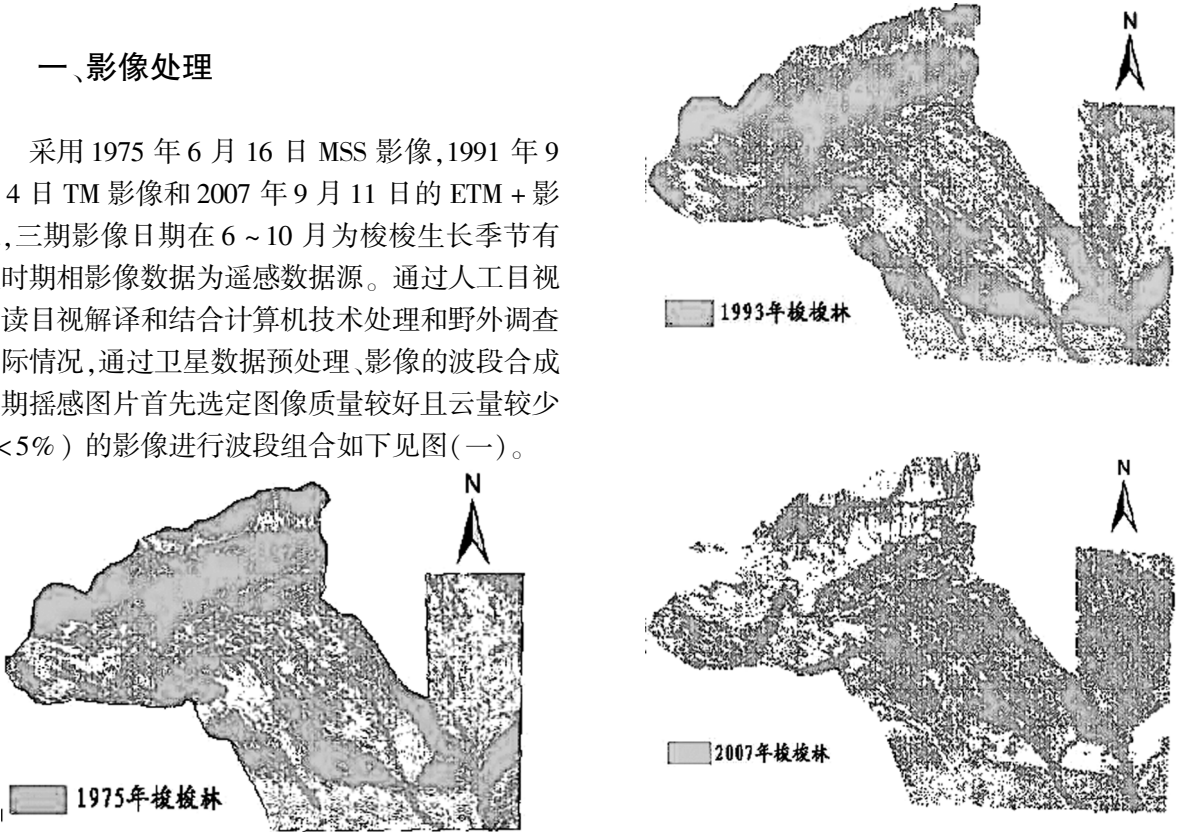 一、影像处理
采用 1975 年 6 月 16 日 MSS 影像,1991 年 9
4 日 TM 影像和 2007 年 9 月 11 日的 ETM + 影
,三期影像日期在 6 ~ 10 月为梭梭生长季节有
时期相影像数据为遥感数据源。通过人工目视
读目视解译和结合计算机技术处理和野外调查
际情况,通过卫星数据预处理、影像的波段合成
期摇感图片首先选定图像质量较好且云量较少
<5% ) 的影像进行波段组合如下见图(一)。
N
1975年梭梭林
N
1993年梭梭林
N
2007年梭梭林